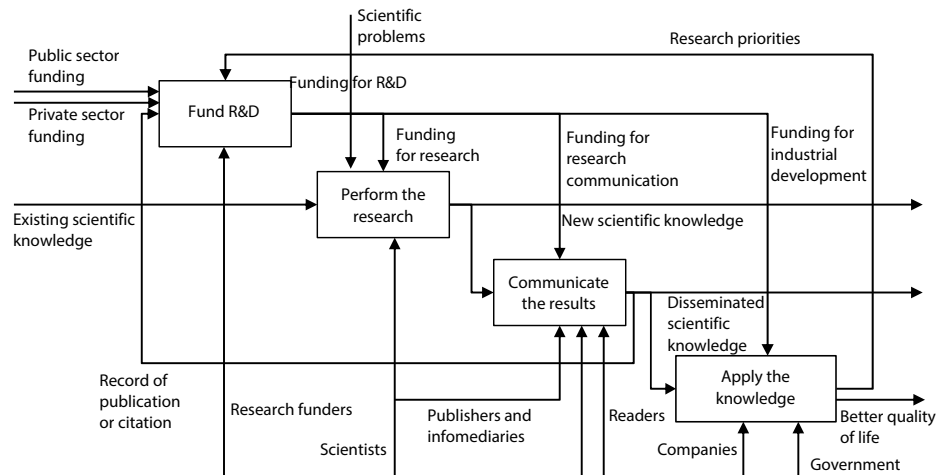 Scientific
problems
Research priorities
Public sector
funding
Funding for R&D
Fund R&D
Private sector
funding
Funding
for research
Funding for
research
communication
Funding for
industrial
development
Perform the
research
Existing scientific
knowledge
New scientific knowledge
Communicate
the results
Disseminated
scientific
knowledge
Apply the
knowledge
Record of
publication
or citation
Research funders
Publishers and
infomediaries
Readers
Better quality
of life
Scientists
Companies
Government